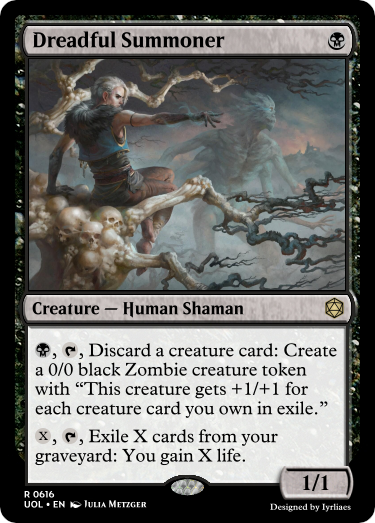 Dreadful Summoner
Creature — Human Shaman
, , Discard a creature card: Create
a 0/0 black Zombie creature token
with “This creature gets +1/+1 for
each creature card you own in exile.”
X, , Exile X cards from your
graveyard: You gain X life.
1/1
R 0616
UOL • EN Julia Metzger
Designed by Iyrliaes